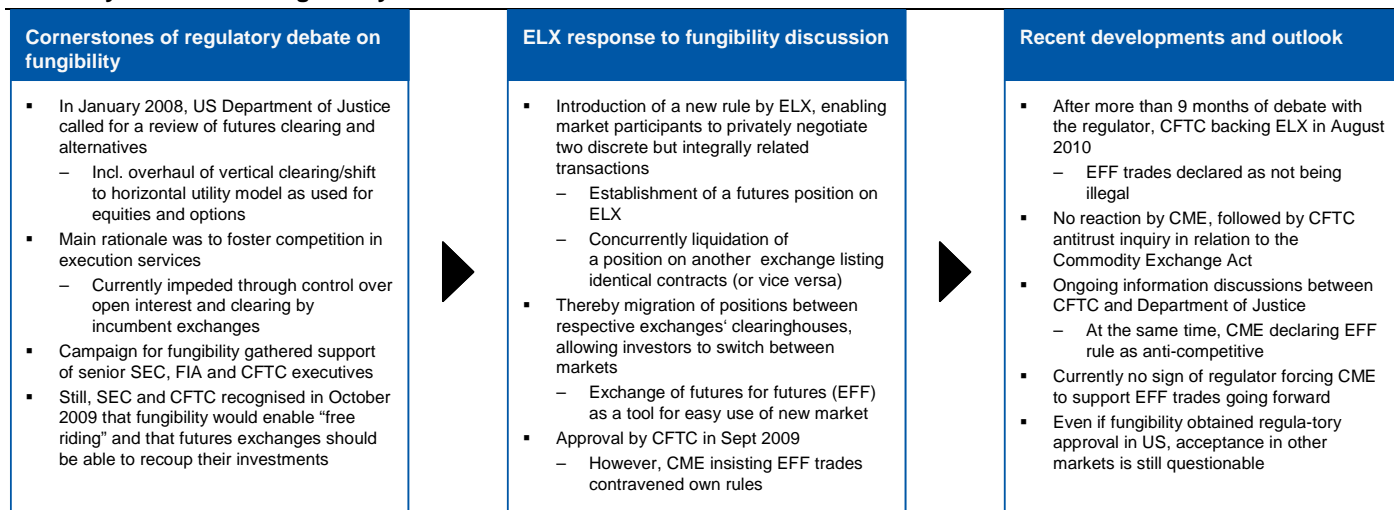 Cornerstones of regulatory debate on
fungibility
▪ In January 2008, US Department of Justice
called for a review of futures clearing and
alternatives
– Incl. overhaul of vertical clearing/shift
to horizontal utility model as used for
equities and options
▪ Main rationale was to foster competition in
execution services
– Currently impeded through control over
open interest and clearing by
incumbent exchanges
▪ Campaign for fungibility gathered support
of senior SEC, FIA and CFTC executives
▪ Still, SEC and CFTC recognised in October
2009 that fungibility would enable “free
riding” and that futures exchanges should
be able to recoup their investments
ELX response to fungibility discussion
▪ Introduction of a new rule by ELX, enabling
market participants to privately negotiate
two discrete but integrally related
transactions
– Establishment of a futures position on
ELX
– Concurrently liquidation of
a position on another exchange listing
identical contracts (or vice versa)
▪ Thereby migration of positions between
respective exchanges‘ clearinghouses,
allowing investors to switch between
markets
– Exchange of futures for futures (EFF)
as a tool for easy use of new market
▪ Approval by CFTC in Sept 2009
– However, CME insisting EFF trades
contravened own rules
Recent developments and outlook
▪ After more than 9 months of debate with
the regulator, CFTC backing ELX in August
2010
– EFF trades declared as not being
illegal
▪ No reaction by CME, followed by CFTC
antitrust inquiry in relation to the
Commodity Exchange Act
▪ Ongoing information discussions between
CFTC and Department of Justice
– At the same time, CME declaring EFF
rule as anti-competitive
▪ Currently no sign of regulator forcing CME
to support EFF trades going forward
▪ Even if fungibility obtained regula-tory
approval in US, acceptance in other
markets is still questionable